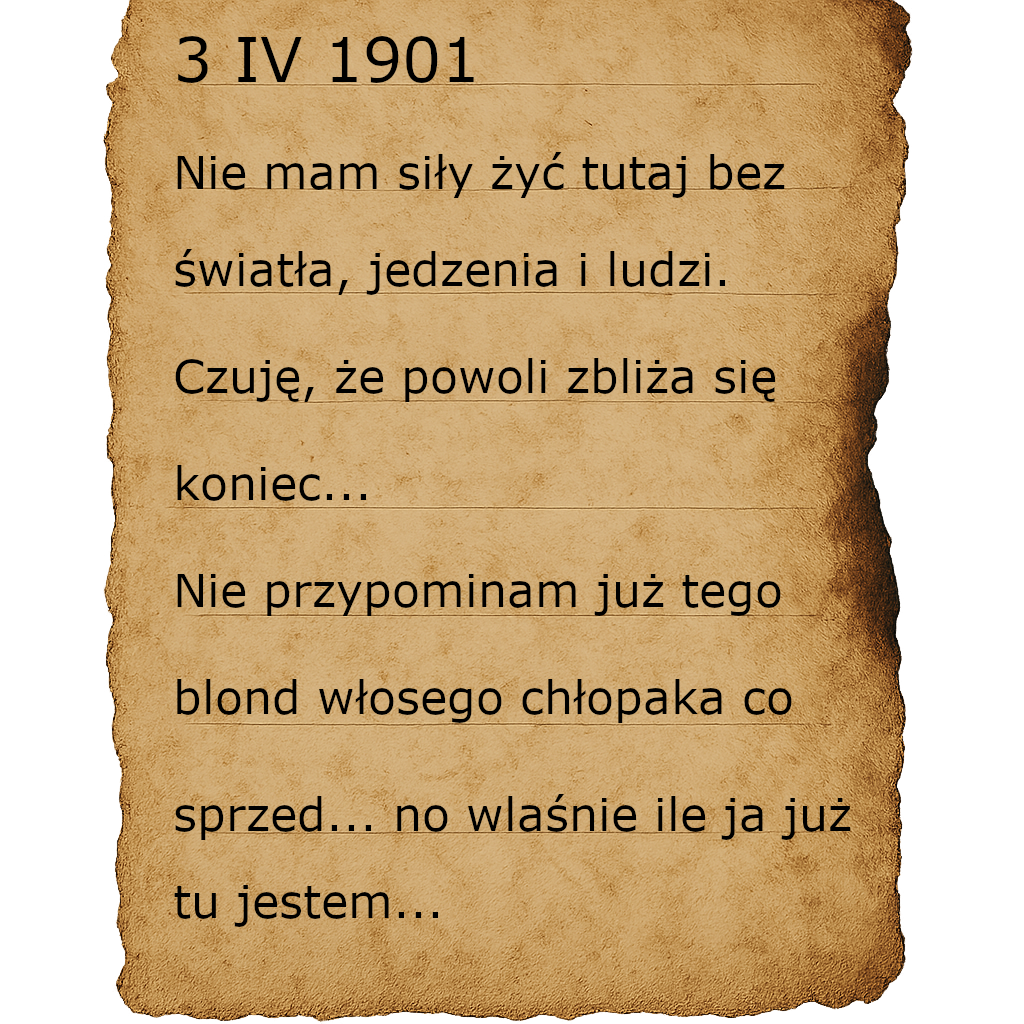 3 IV 1901
Nie mam siły żyć tutaj bez
światła, jedzenia i ludzi.
Czuję, że powoli zbliża się
koniec...
Nie przypominam już tego
blond włosego chłopaka co
sprzed... no wlaśnie ile ja już
tu jestem...